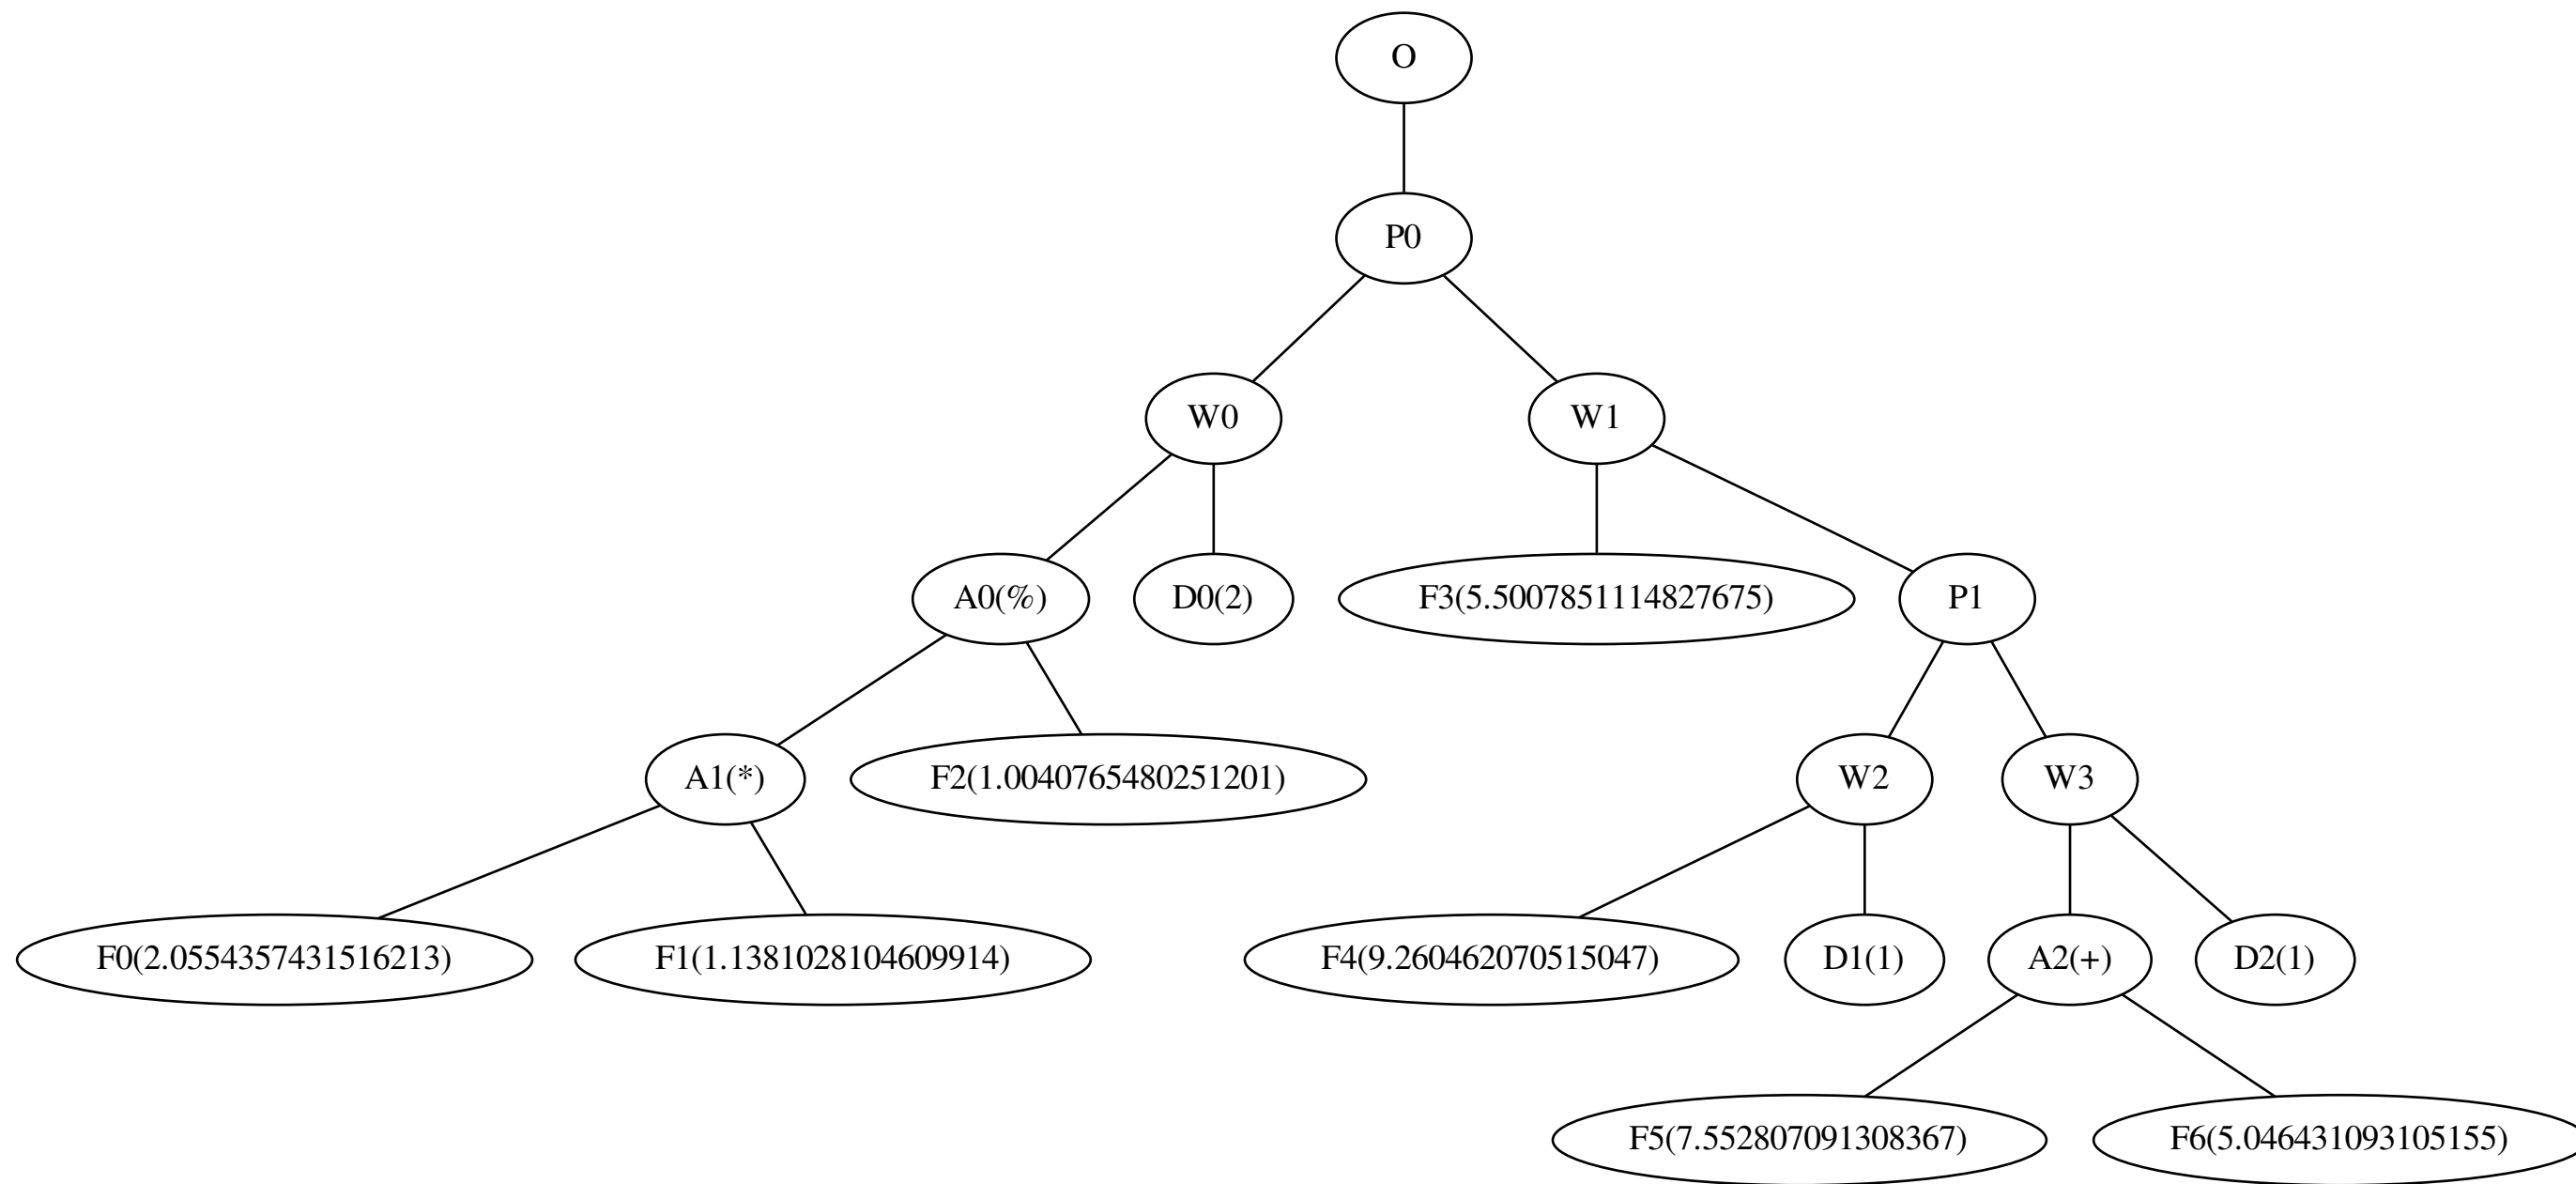 O
P0
W0
W1
A0(%)
D0(2)
F3(5.5007851114827675)
P1
A1(*)
F2(1.0040765480251201)
W2
W3
F0(2.0554357431516213)
F1(1.1381028104609914)
F4(9.260462070515047)
D1(1)
A2(+)
D2(1)
F5(7.552807091308367)
F6(5.046431093105155)